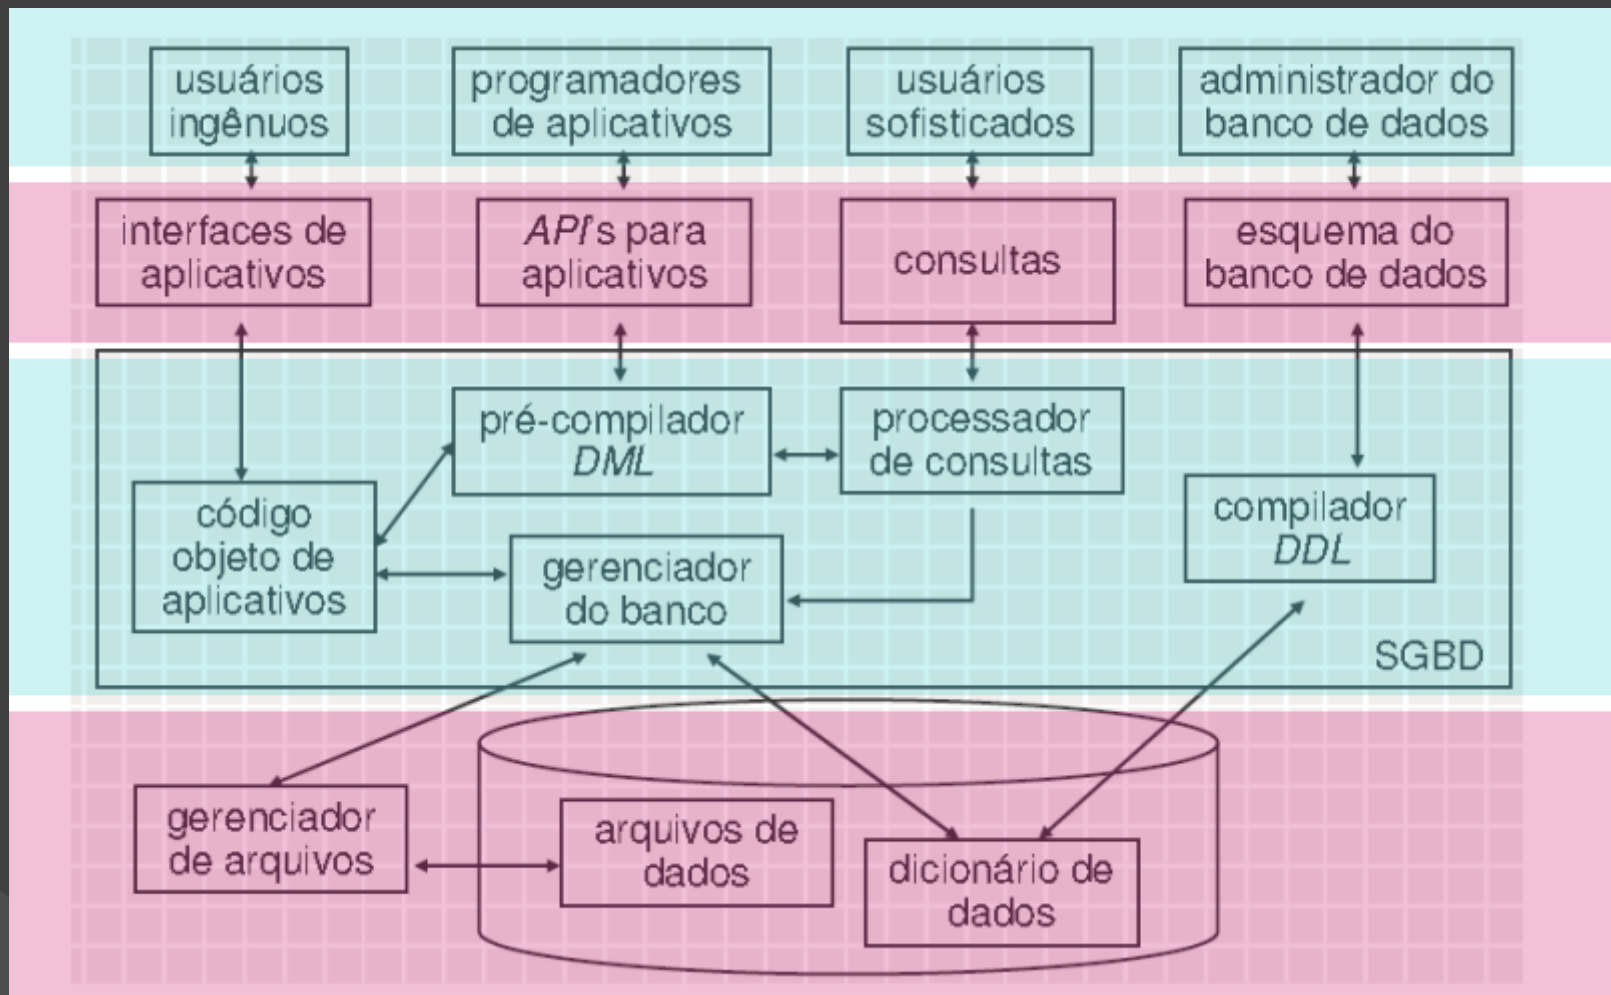 usuários
ingênuos
programadores
de aplicativos
usuários
sofisticados
administrador do
banco de dados
interfaces de
aplicativos
API's para
aplicativos
consultas
esquema do
banco de dados
pré-compilador
DML
processador
de consultas
código
objeto de
aplicativos
gerenciador
do banco
compilador
DDL
SGBD
gerenciador
de arquivos
arquivos de
dados
dicionário de
dados